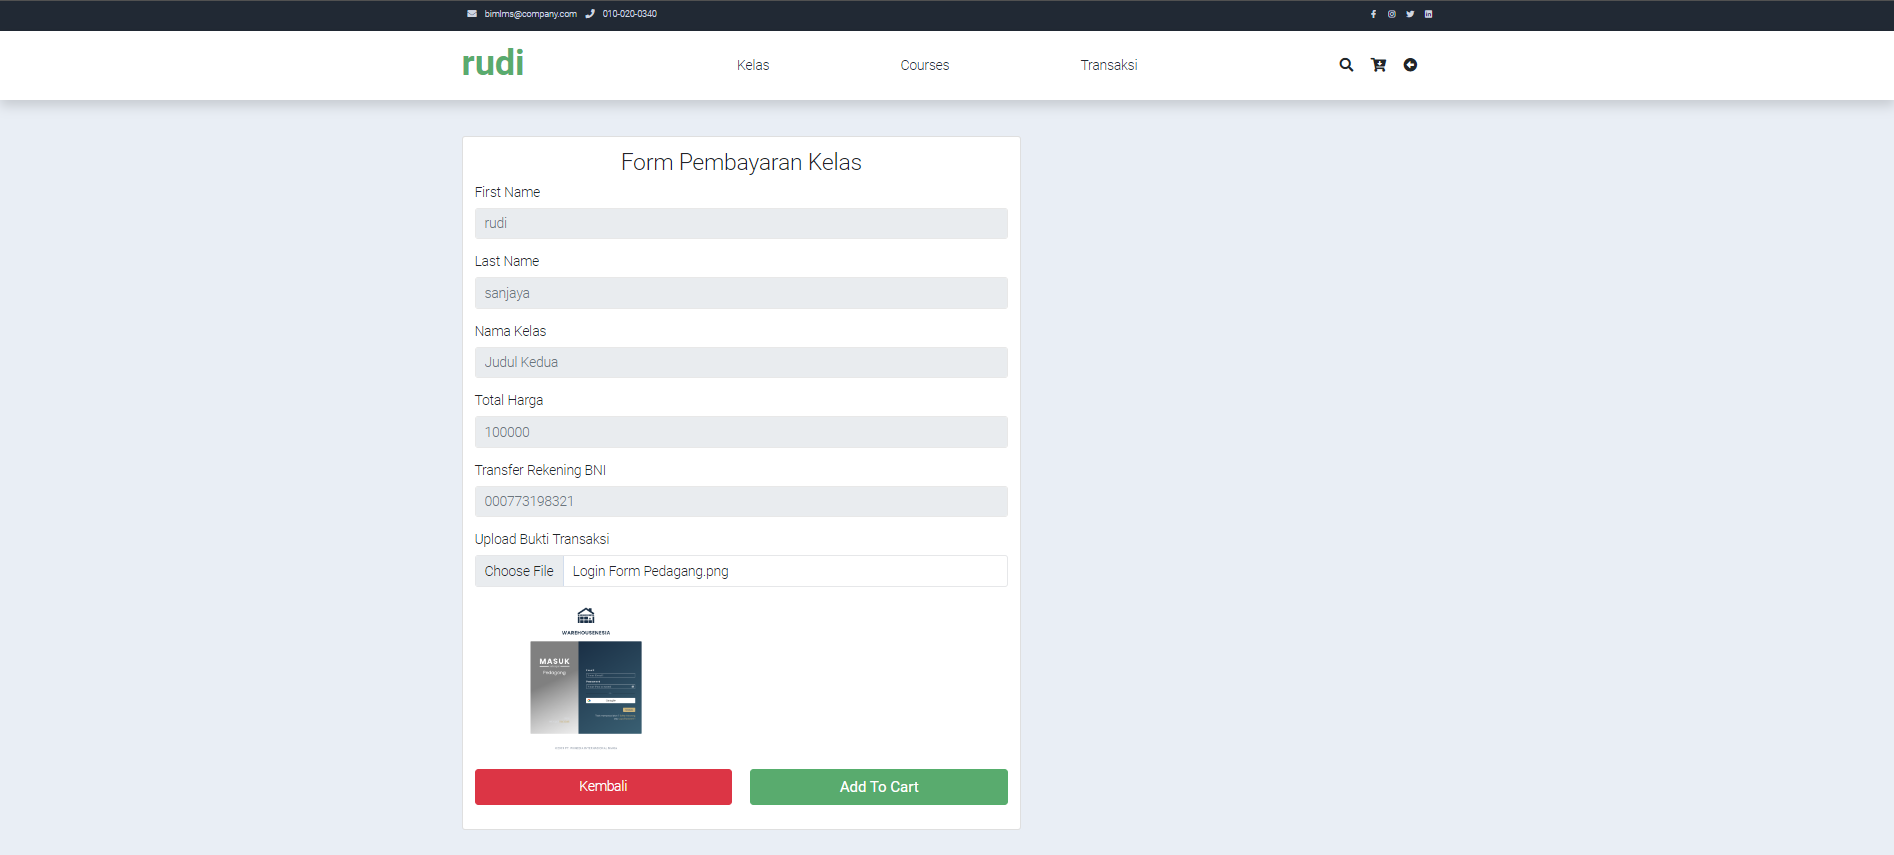 bimlms@company.com 010-020-0340
rudi
Kelas Courses Transaksi
Form Pembayaran Kelas
First Name
rudi
Last Name
sanjaya
Nama Kelas
Judul Kedua
Total Harga
100000
Transfer Rekening BNI
000773198321
Upload Bukti Transaksi
Choose File Login Form Pedagang.png
WAREHOUSENESIA
MASUK
Pedagang
Kembali Add To Cart